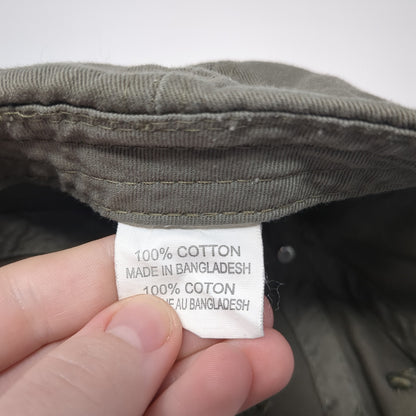 100% COTTON
MADE IN BANGLADESH
100% COTON
AU BANGLADESH